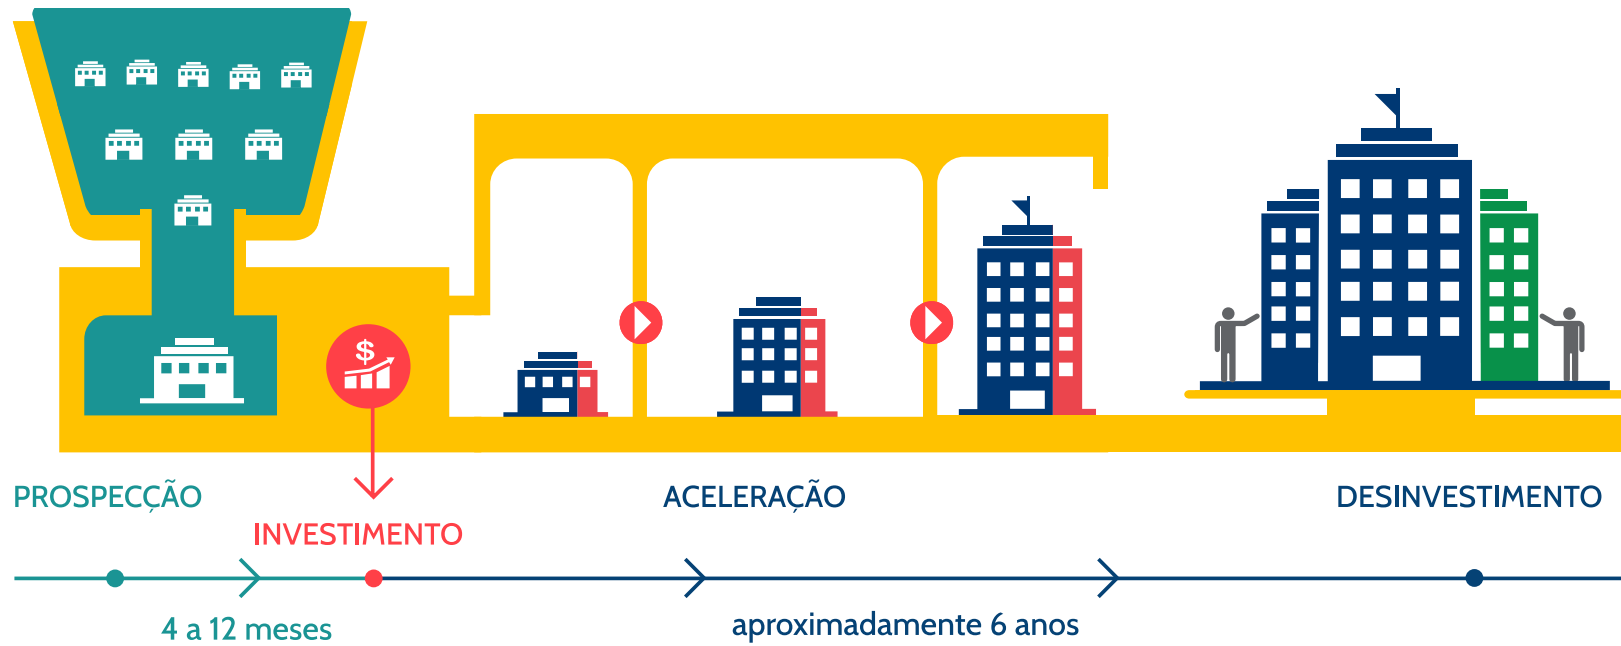 $
PROSPECÇÃO
INVESTIMENTO
ACELERAÇÃO
DESINVESTIMENTO
4 a 12 meses
aproximadamente 6 anos